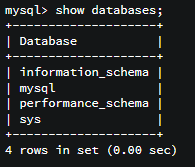 mysql> show databases;
+--------------------+
| Database           |
+--------------------+
| information_schema |
| mysql              |
| performance_schema |
| sys                |
+--------------------+
4 rows in set (0.00 sec)